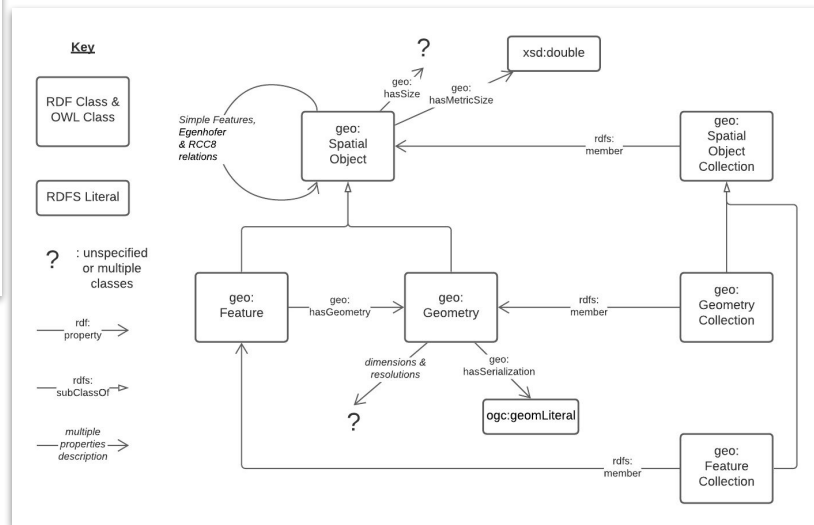 Key
RDF Class &
OWL Class
RDFS Literal
?
: unspecified
or multiple
classes
rdf:
property
rdfs:
subClassOf
multiple
properties
description
?
xsd:double
geo:
hasSize
geo:
hasMetricSize
Simple Features,
Egenhofer
& RCC8
relations
geo:
Spatial
Object
rdfs:
member
geo:
Spatial
Object
Collection
geo:
Feature
geo:
hasGeometry
geo:
Geometry
rdfs:
member
geo:
Geometry
Collection
dimensions &
resolutions
geo:
hasSerialization
?
ogc:geomLiteral
rdfs:
member
geo:
Feature
Collection